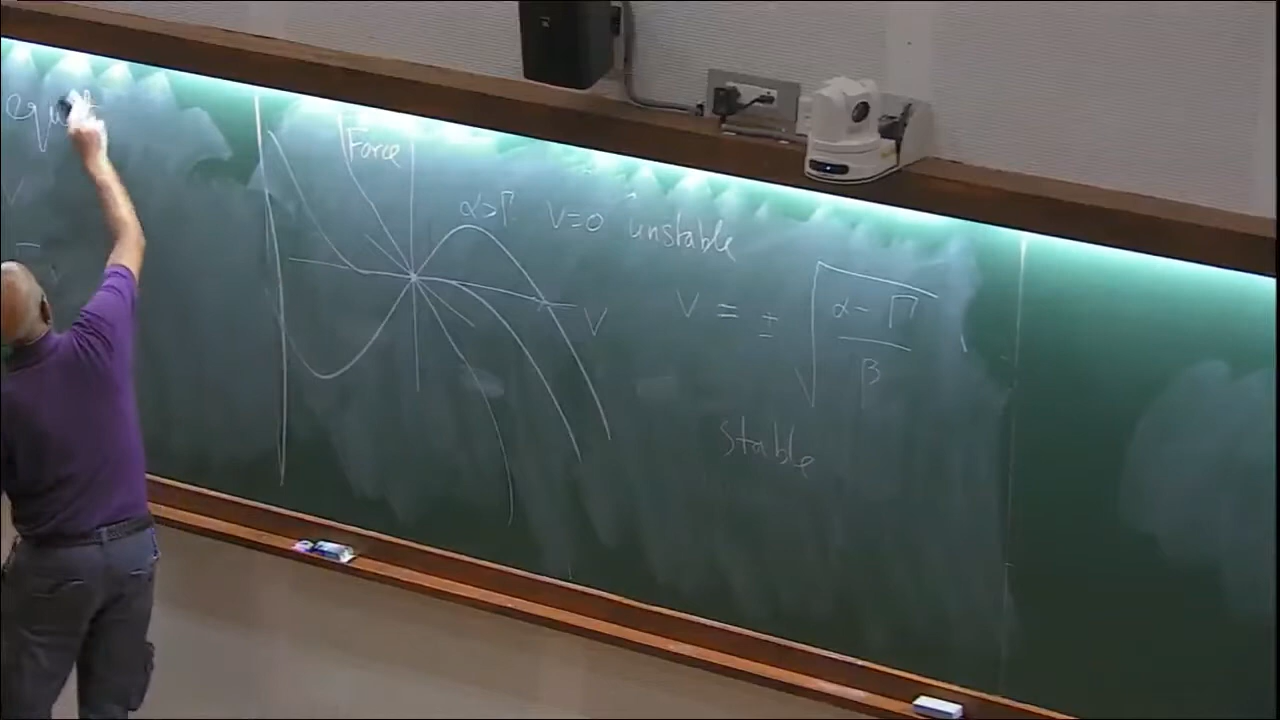 Force
α>Γ V=0 unstable
V
V = ± √((α-Γ)/β)
stable